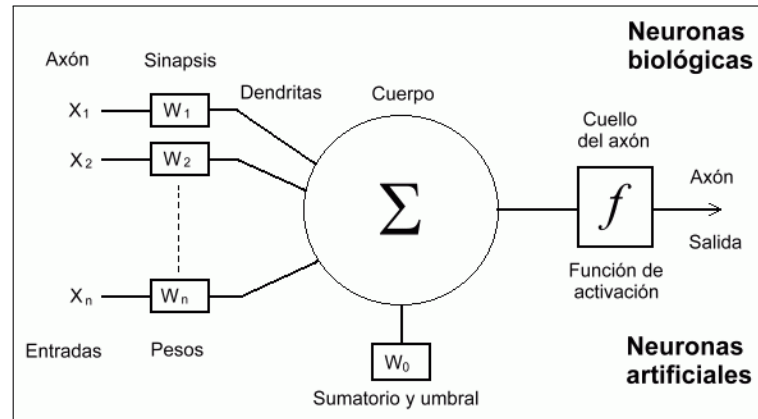 Neuronas
biológicas
Axón
Sinapsis
Dendritas
Cuerpo
X1
W1
X2
W2
Cuello
del axón
Σ
f
Axón
Salida
Xn
Wn
Función de
activación
Entradas
Pesos
W0
Sumatorio y umbral
Neuronas
artificiales